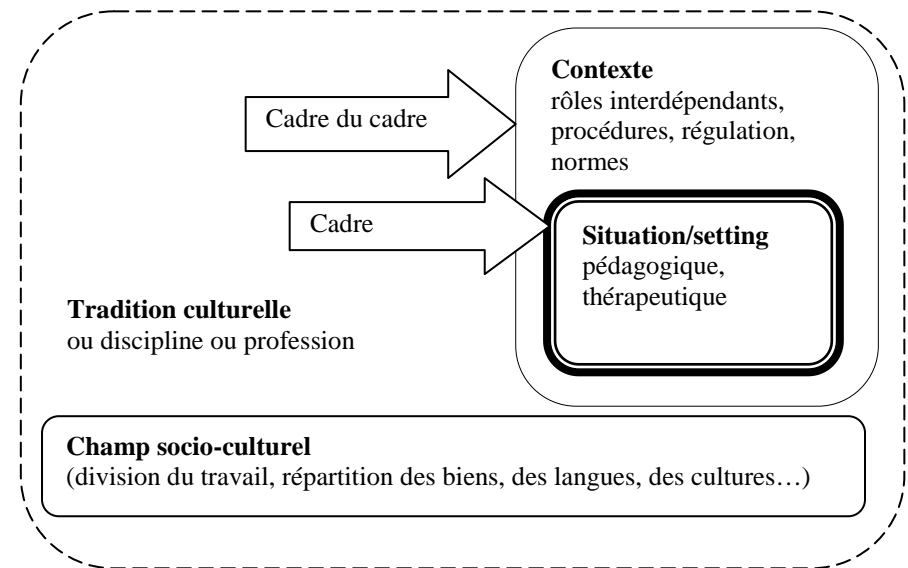 Contexte
rôles interdépendants,
procédures, régulation,
normes
Cadre du cadre
Cadre
Situation/setting
pédagogique,
thérapeutique
Tradition culturelle
ou discipline ou profession
Champ socio-culturel
(division du travail, répartition des biens, des langues, des cultures…)